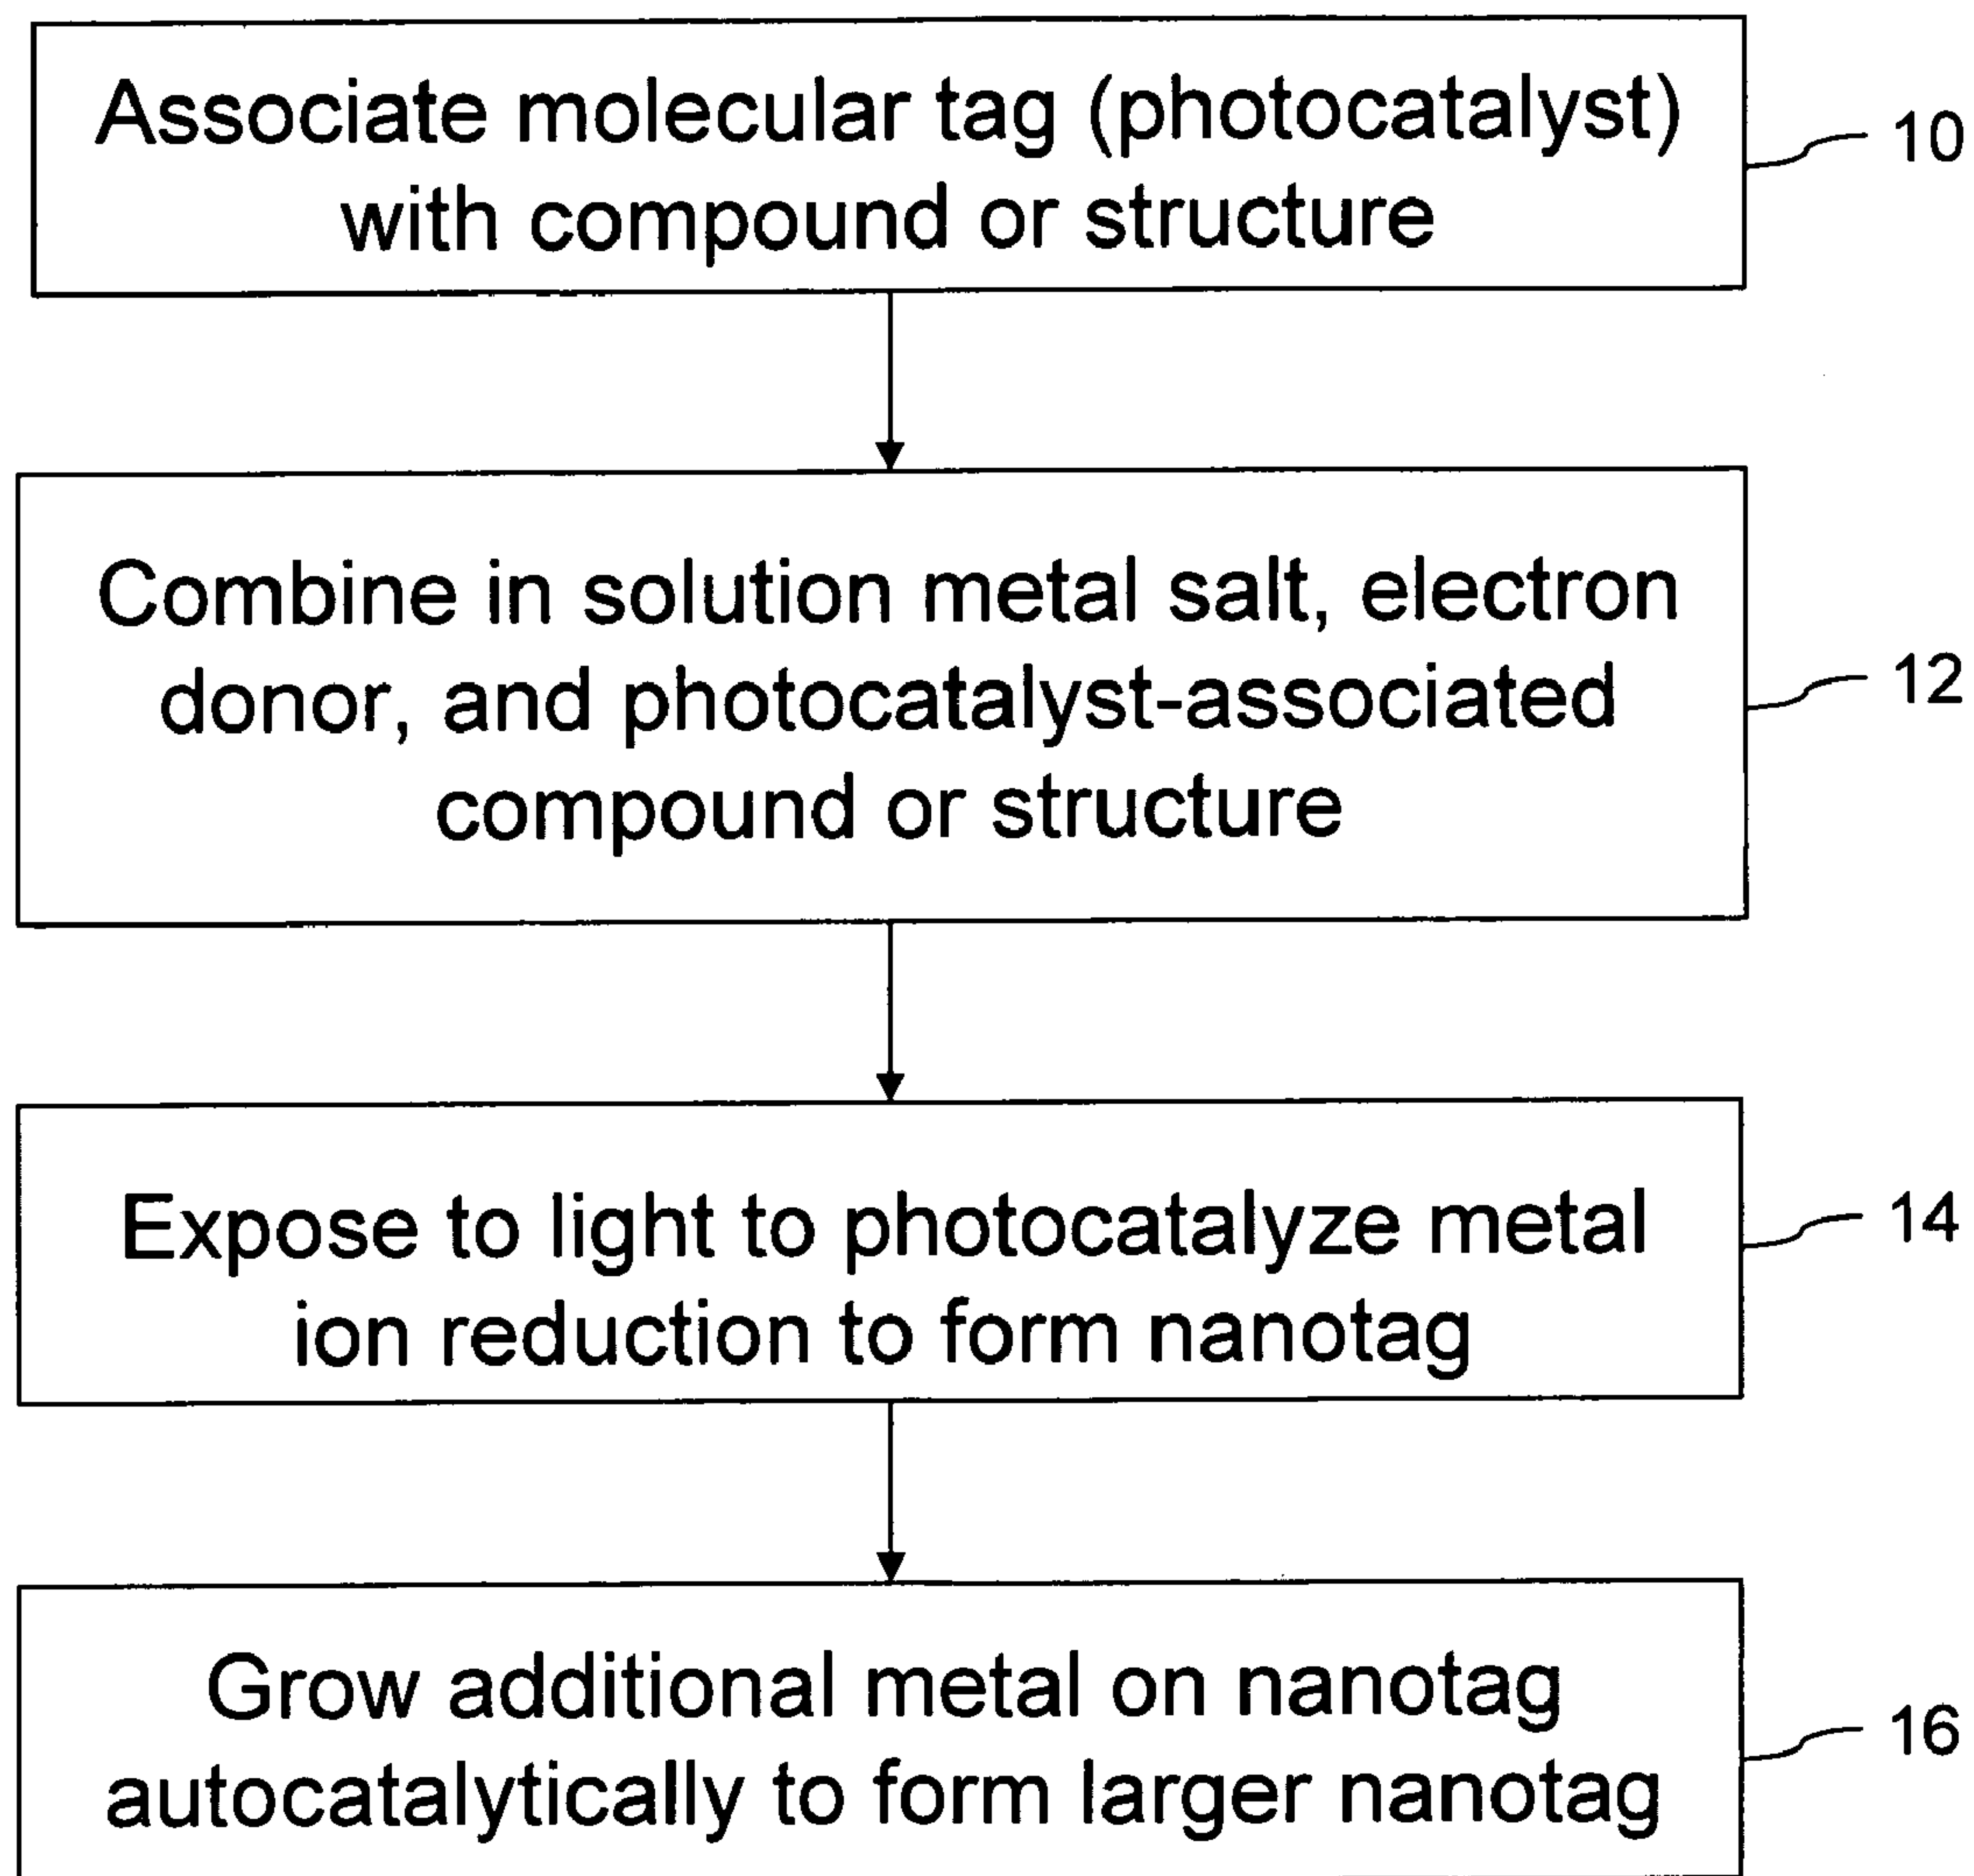 Associate molecular tag (photocatalyst)
with compound or structure
10
Combine in solution metal salt, electron
donor, and photocatalyst-associated
compound or structure
12
Expose to light to photocatalyze metal
ion reduction to form nanotag
14
Grow additional metal on nanotag
autocatalytically to form larger nanotag
16